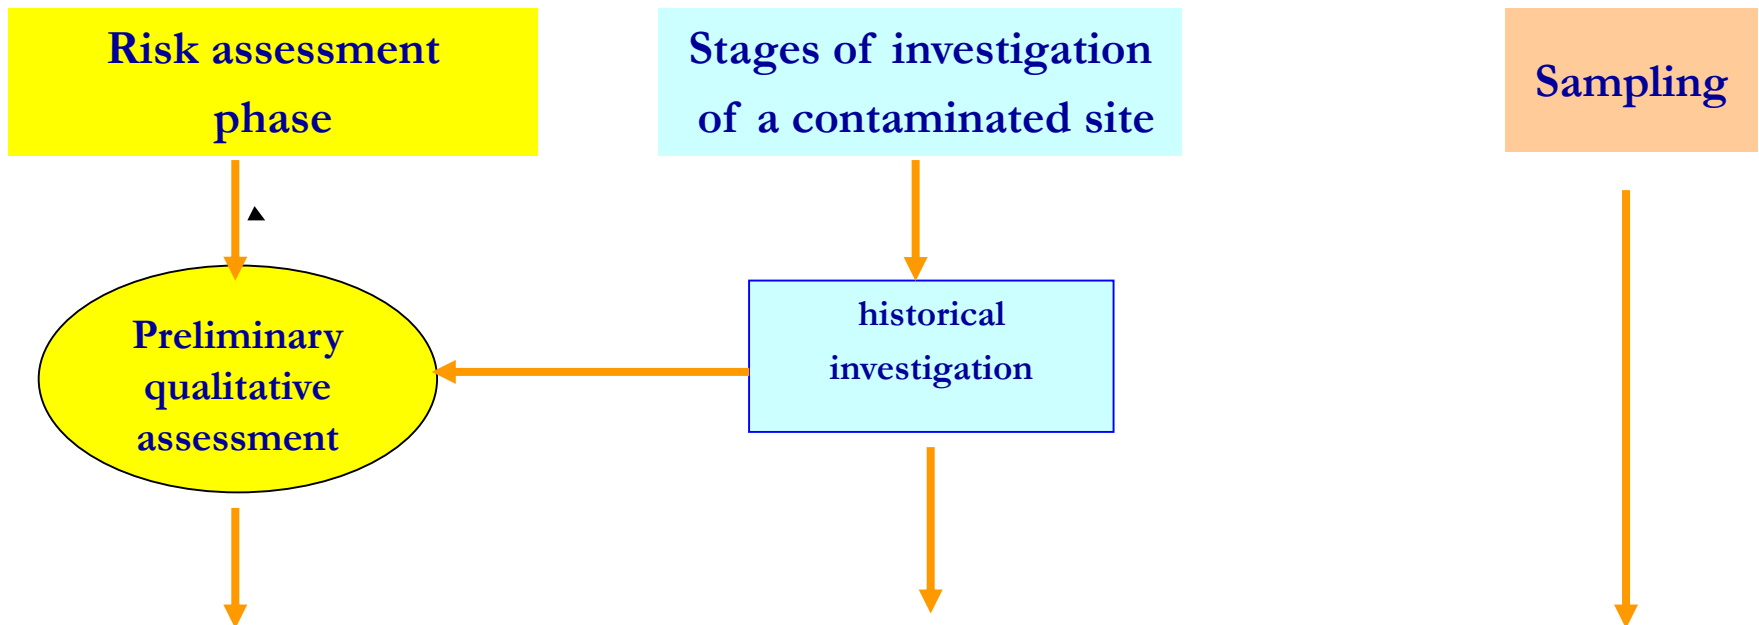 Risk assessment
phase
Stages of investigation
of a contaminated site
Sampling
Preliminary
qualitative
assessment
historical
investigation